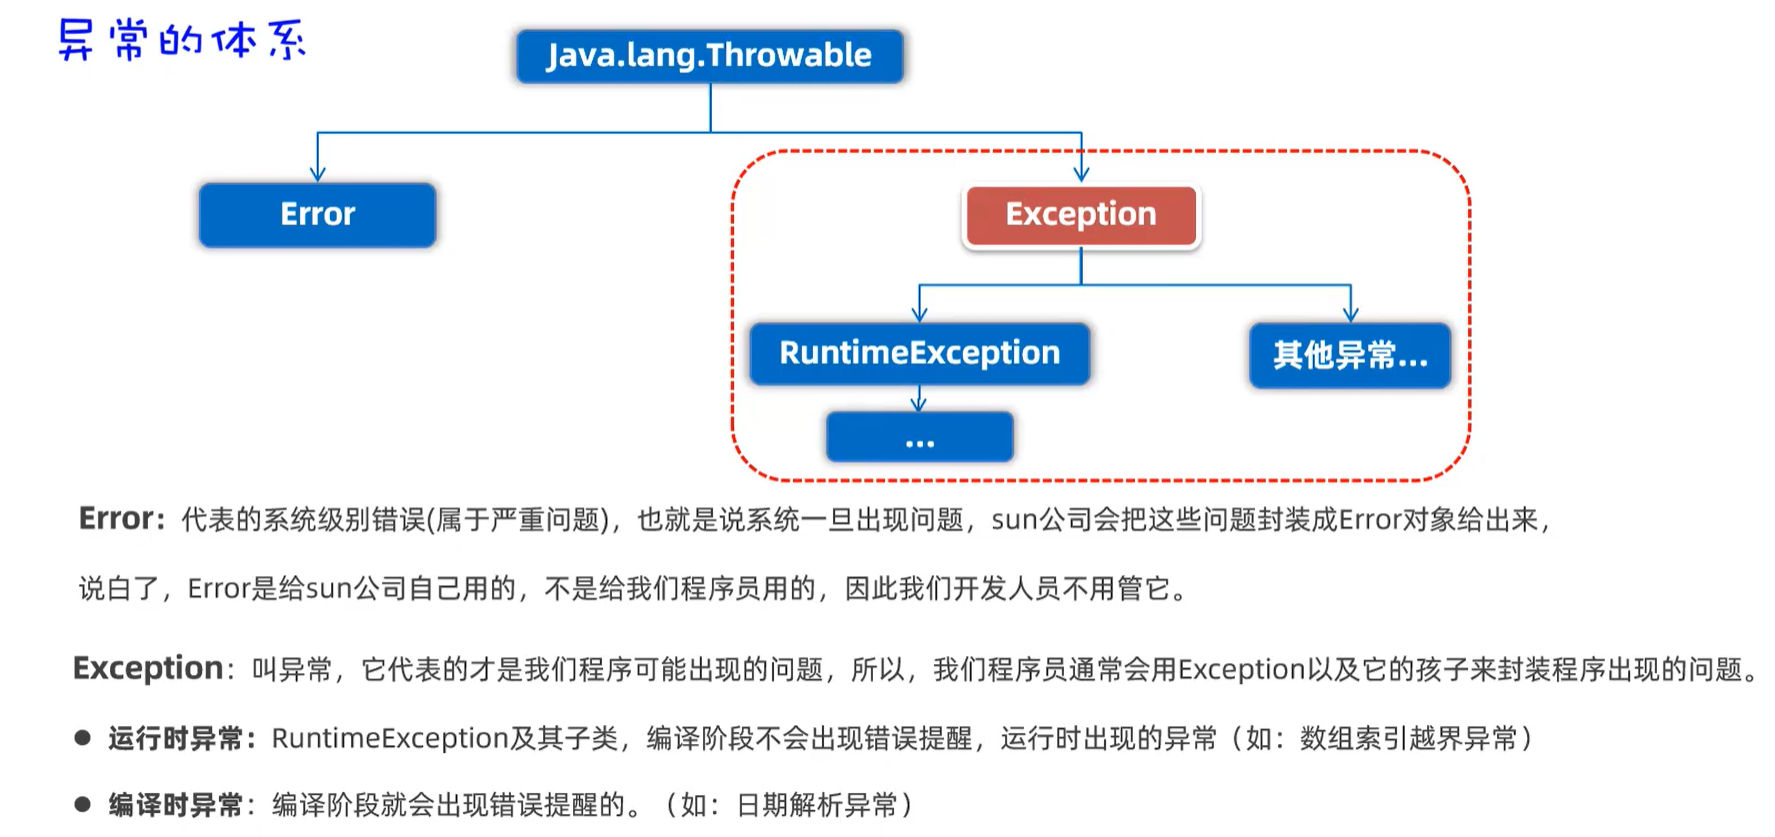 异常的体系
Java.lang.Throwable
Error
Exception
RuntimeException
其他异常...
...
Error：代表的系统级别错误(属于严重问题)，也就是说系统一旦出现问题，sun公司会把这些问题封装成Error对象给出来，
说白了，Error是给sun公司自己用的，不是给我们程序员用的，因此我们开发人员不用管它。
Exception：叫异常，它代表的才是我们程序可能出现的问题，所以，我们程序员通常会用Exception以及它的孩子来封装程序出现的问题。
● 运行时异常：RuntimeException及其子类，编译阶段不会出现错误提醒，运行时出现的异常（如：数组索引越界异常）
● 编译时异常：编译阶段就会出现错误提醒的。（如：日期解析异常）